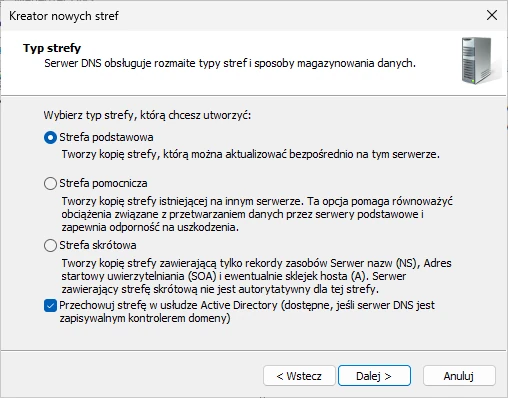 Kreator nowych stref
Typ strefy
Serwer DNS obsługuje rozmaite typy stref i sposoby magazynowania danych.
Wybierz typ strefy, którą chcesz utworzyć:
Strefa podstawowa
Tworzy kopię strefy, którą można aktualizować bezpośrednio na tym serwerze.
Strefa pomocnicza
Tworzy kopię strefy istniejącej na innym serwerze. Ta opcja pomaga równoważyć
obciążenia związane z przetwarzaniem danych przez serwery podstawowe i
zapewnia odporność na uszkodzenia.
Strefa skrótowa
Tworzy kopię strefy zawierającą tylko rekordy zasobów Serwer nazw (NS), Adres
startowy uwierzytelniania (SOA) i ewentualnie sklejek hosta (A). Serwer
zawierający strefę skrótową nie jest autorytatywny dla tej strefy.
Przechowuj strefę w usłudze Active Directory (dostępne, jeśli serwer DNS jest
zapisywalnym kontrolerem domeny)
< Wstecz
Dalej >
Anuluj